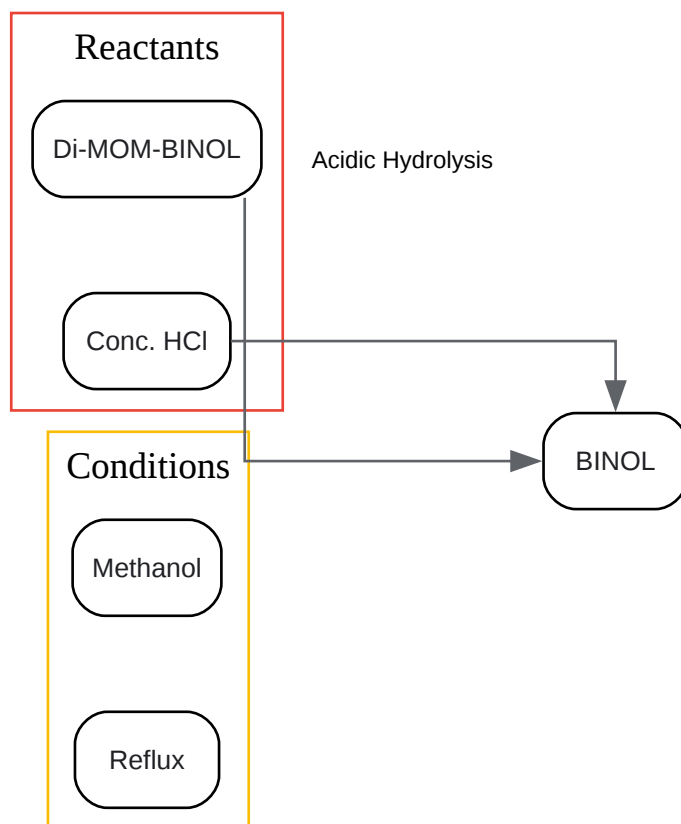 Reactants
Di-MOM-BINOL
Acidic Hydrolysis
Conc. HCl
BINOL
Conditions
Methanol
Reflux